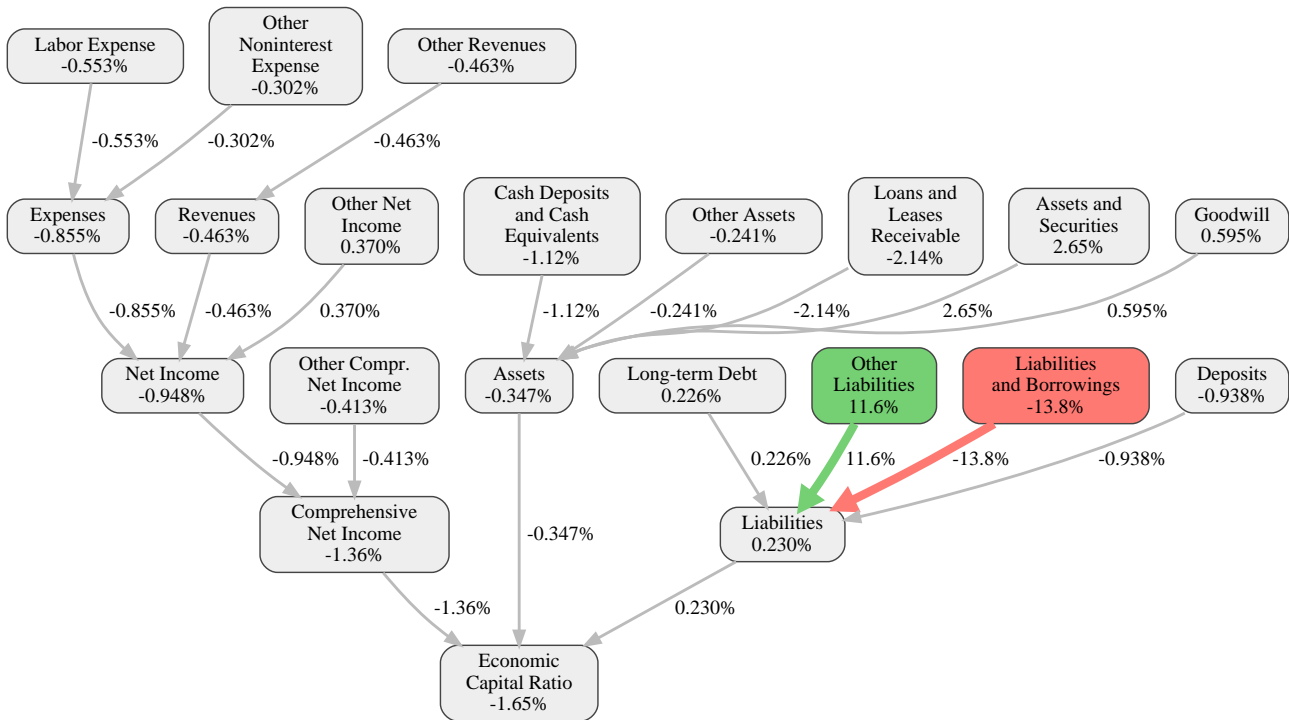 Labor Expense
-0.553%
Other
Noninterest
Expense
-0.302%
Other Revenues
-0.463%
-0.553%
-0.302%
-0.463%
Expenses
-0.855%
Revenues
-0.463%
Other Net
Income
0.370%
Cash Deposits
and Cash
Equivalents
-1.12%
Other Assets
-0.241%
Loans and
Leases
Receivable
-2.14%
Assets and
Securities
2.65%
Goodwill
0.595%
-0.855%
-0.463%
0.370%
-1.12%
-0.241%
-2.14%
2.65%
0.595%
Net Income
-0.948%
Other Compr.
Net Income
-0.413%
Assets
-0.347%
Long-term Debt
0.226%
Other
Liabilities
11.6%
Liabilities
and Borrowings
-13.8%
Deposits
-0.938%
-0.948%
-0.413%
0.226%
11.6%
-13.8%
-0.938%
Comprehensive
Net Income
-1.36%
-0.347%
Liabilities
0.230%
-1.36%
0.230%
Economic
Capital Ratio
-1.65%